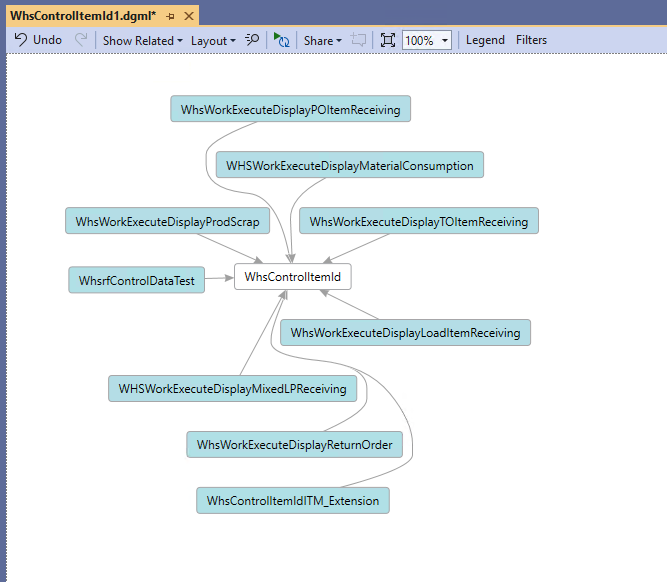 WhsControlItemId1.dgml*
Undo Show Related Layout Share 100% Legend Filters
WhsWorkExecuteDisplayPOItemReceiving
WHSWorkExecuteDisplayMaterialConsumption
WhsWorkExecuteDisplayProdScrap
WhsWorkExecuteDisplayTOItemReceiving
WhsrfControlDataTest
WhsControlItemId
WhsWorkExecuteDisplayLoadItemReceiving
WHSWorkExecuteDisplayMixedLPReceiving
WhsWorkExecuteDisplayReturnOrder
WhsControlItemIdITM_Extension